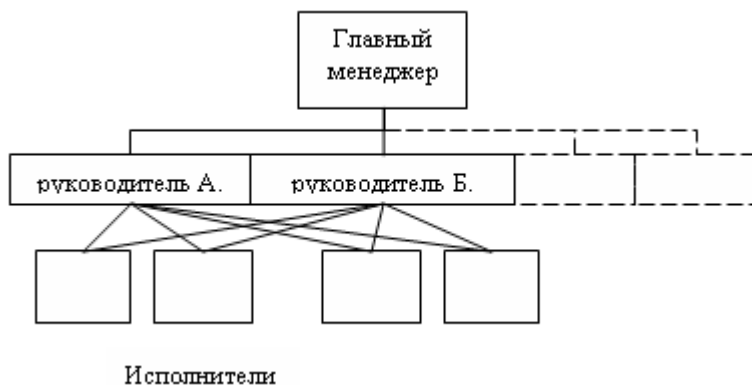 Главный
менеджер
руководитель А.
руководитель Б.
Исполнители